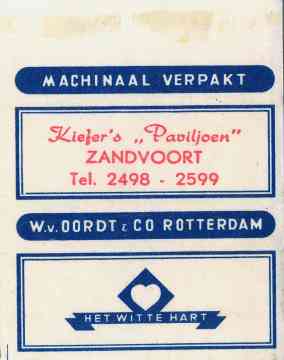 MACHINAAL VERPAKT
Kiefer's „Paviljoen"
ZANDVOORT
Tel. 2498 - 2599
W.v.OORDT & CO ROTTERDAM
HET WITTE HART